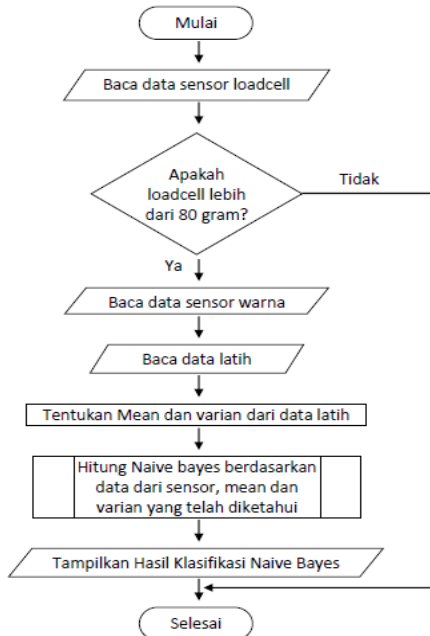 Mulai
Baca data sensor loadcell
Apakah
loadcell lebih
dari 80 gram?
Tidak
Ya
Baca data sensor warna
Baca data latih
Tentukan Mean dan varian dari data latih
Hitung Naive bayes berdasarkan
data dari sensor, mean dan
varian yang telah diketahui
Tampilkan Hasil Klasifikasi Naive Bayes
Selesai